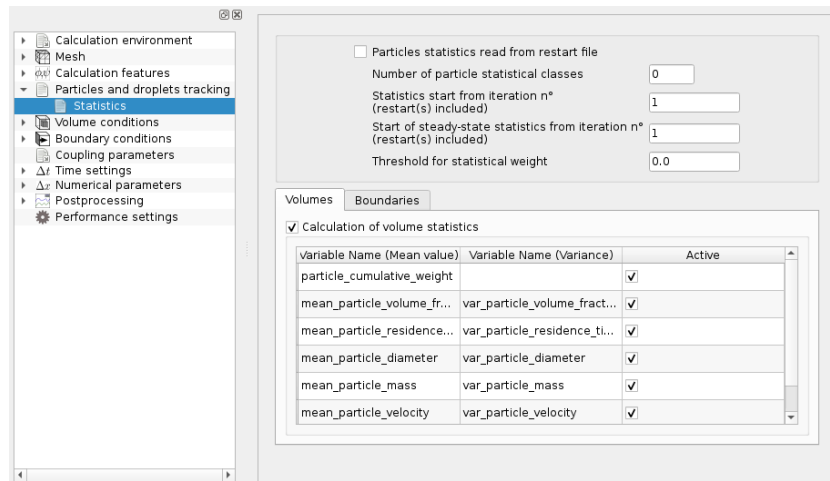 Calculation environment
Mesh
Calculation features
Particles and droplets tracking
Statistics
Volume conditions
Boundary conditions
Coupling parameters
Δt Time settings
Δx Numerical parameters
Postprocessing
Performance settings
Particles statistics read from restart file
Number of particle statistical classes 0
Statistics start from iteration n°
(restart(s) included) 1
Start of steady-state statistics from iteration n°
(restart(s) included) 1
Threshold for statistical weight 0.0
Volumes Boundaries
Calculation of volume statistics
Variable Name (Mean value) Variable Name (Variance) Active
particle_cumulative_weight
mean_particle_volume_fr... var_particle_volume_fract...
mean_particle_residence... var_particle_residence_ti...
mean_particle_diameter var_particle_diameter
mean_particle_mass var_particle_mass
mean_particle_velocity var_particle_velocity